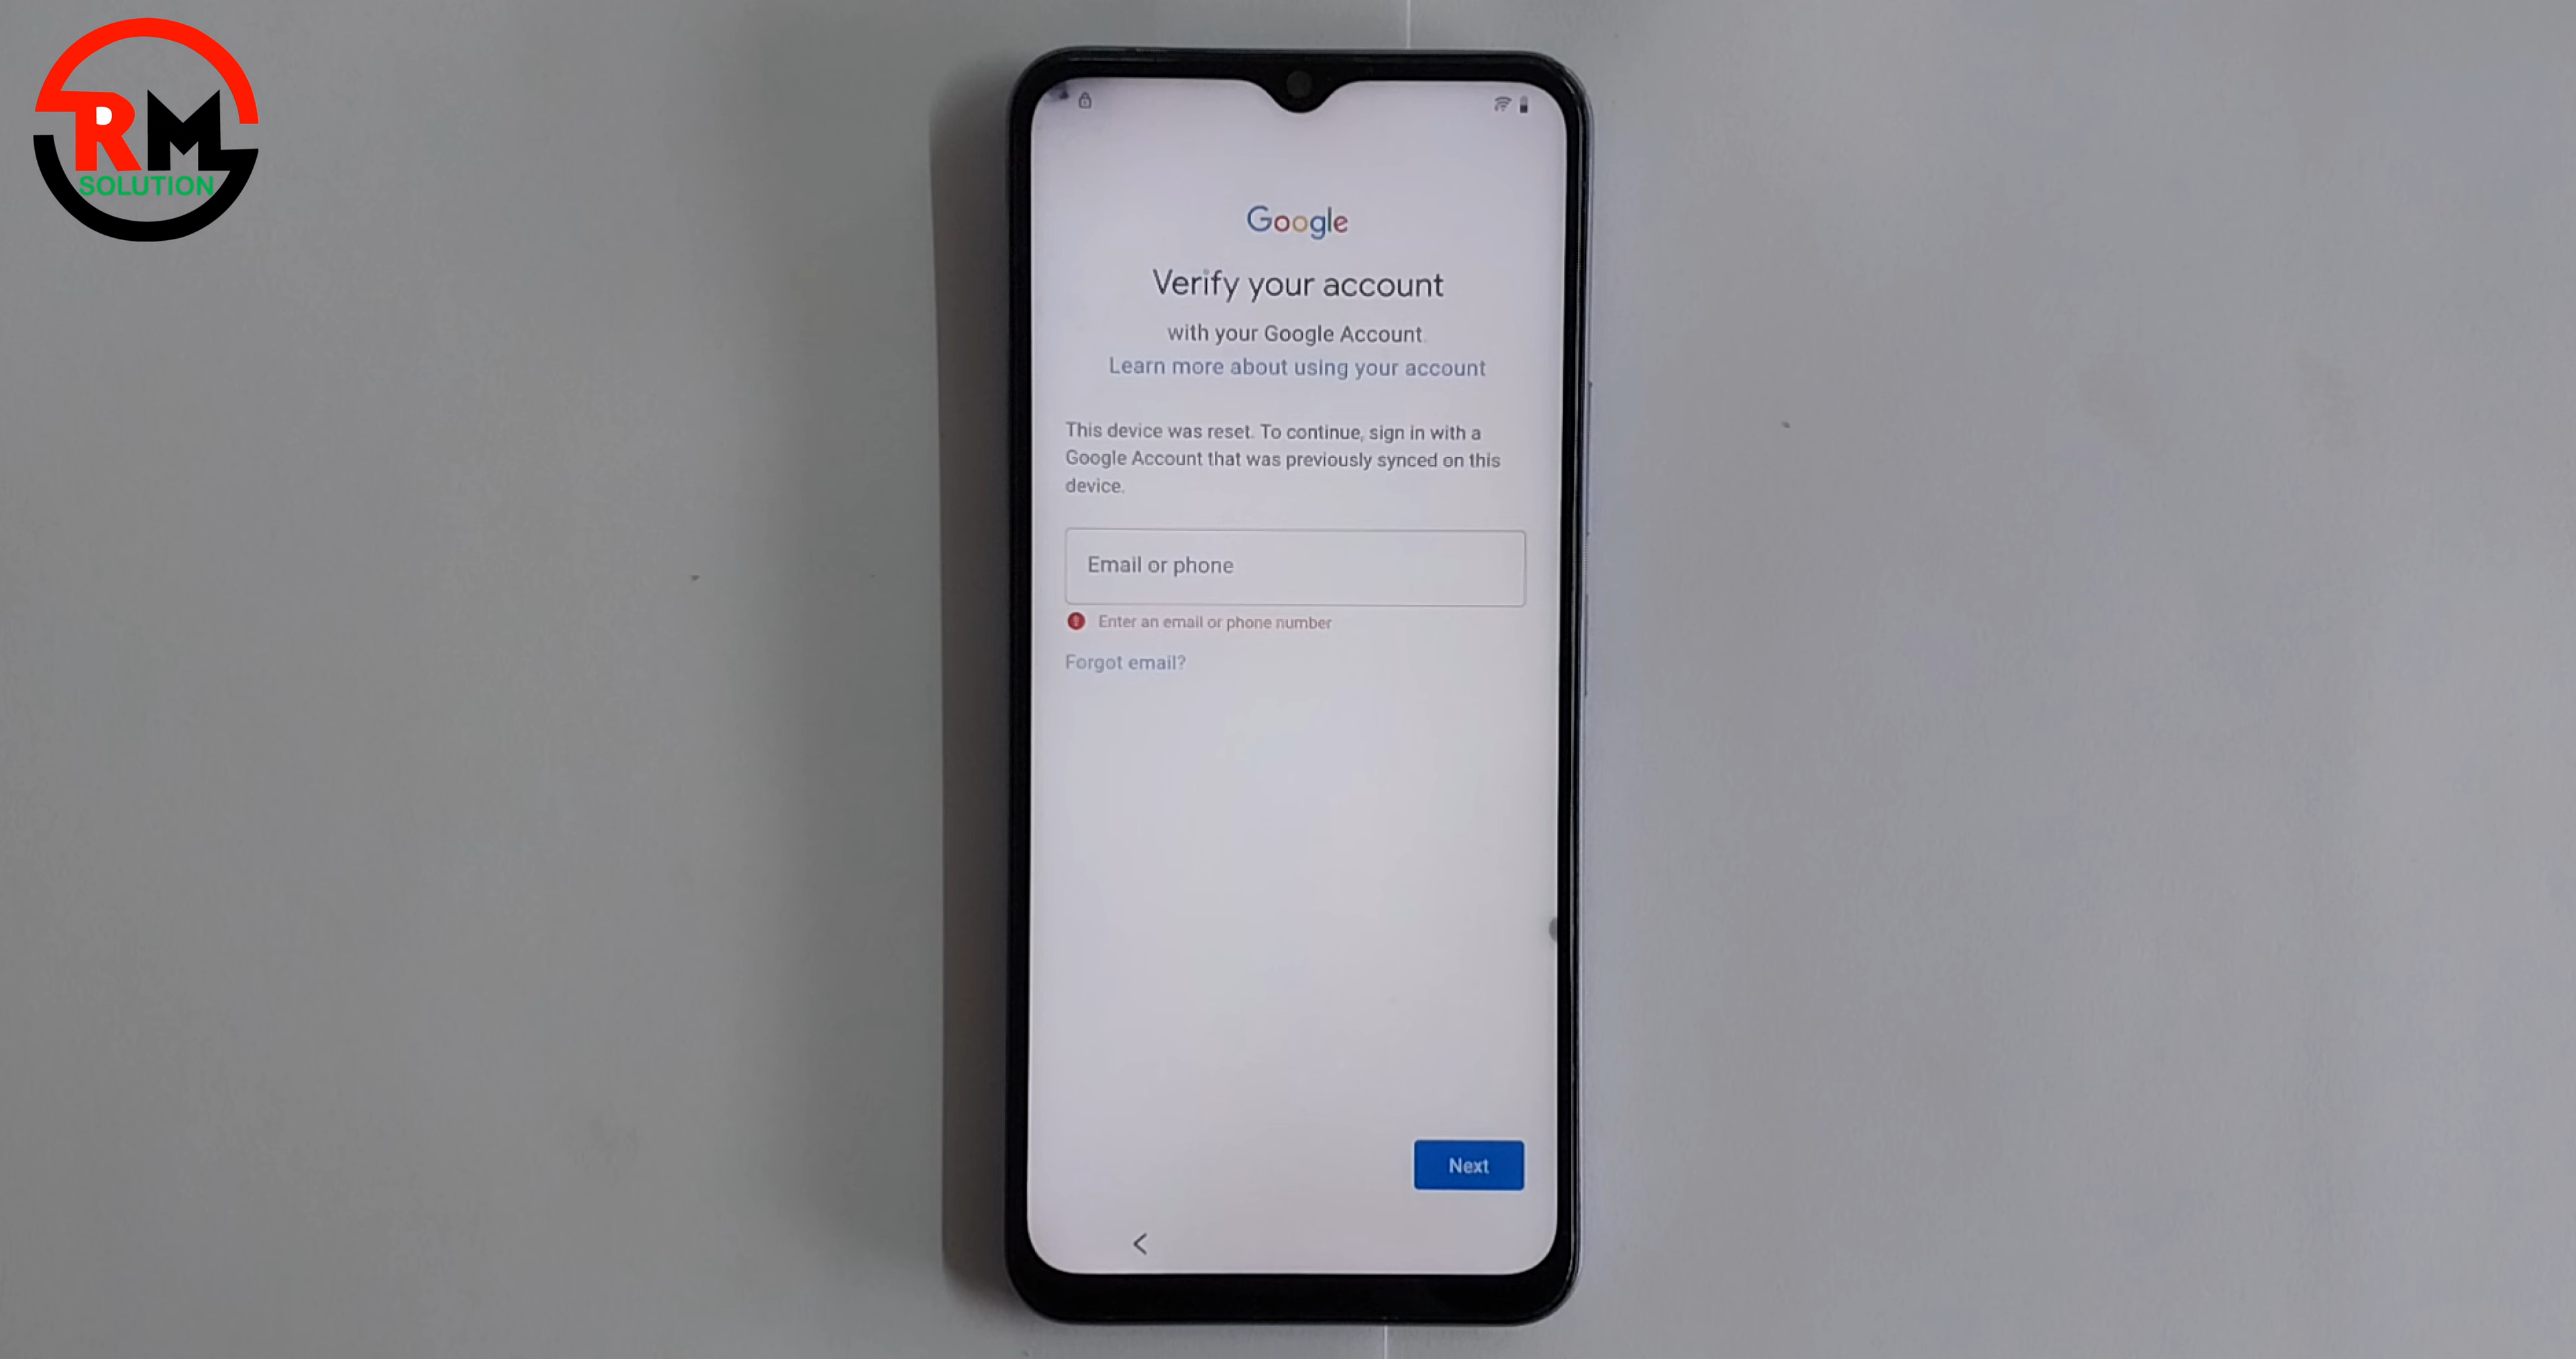 RM
SOLUTION
Google
Verify your account
with your Google Account.
Learn more about using your account
This device was reset. To continue, sign in with a
Google Account that was previously synced on this
device.
Email or phone
Enter an email or phone number
Forgot email?
Next